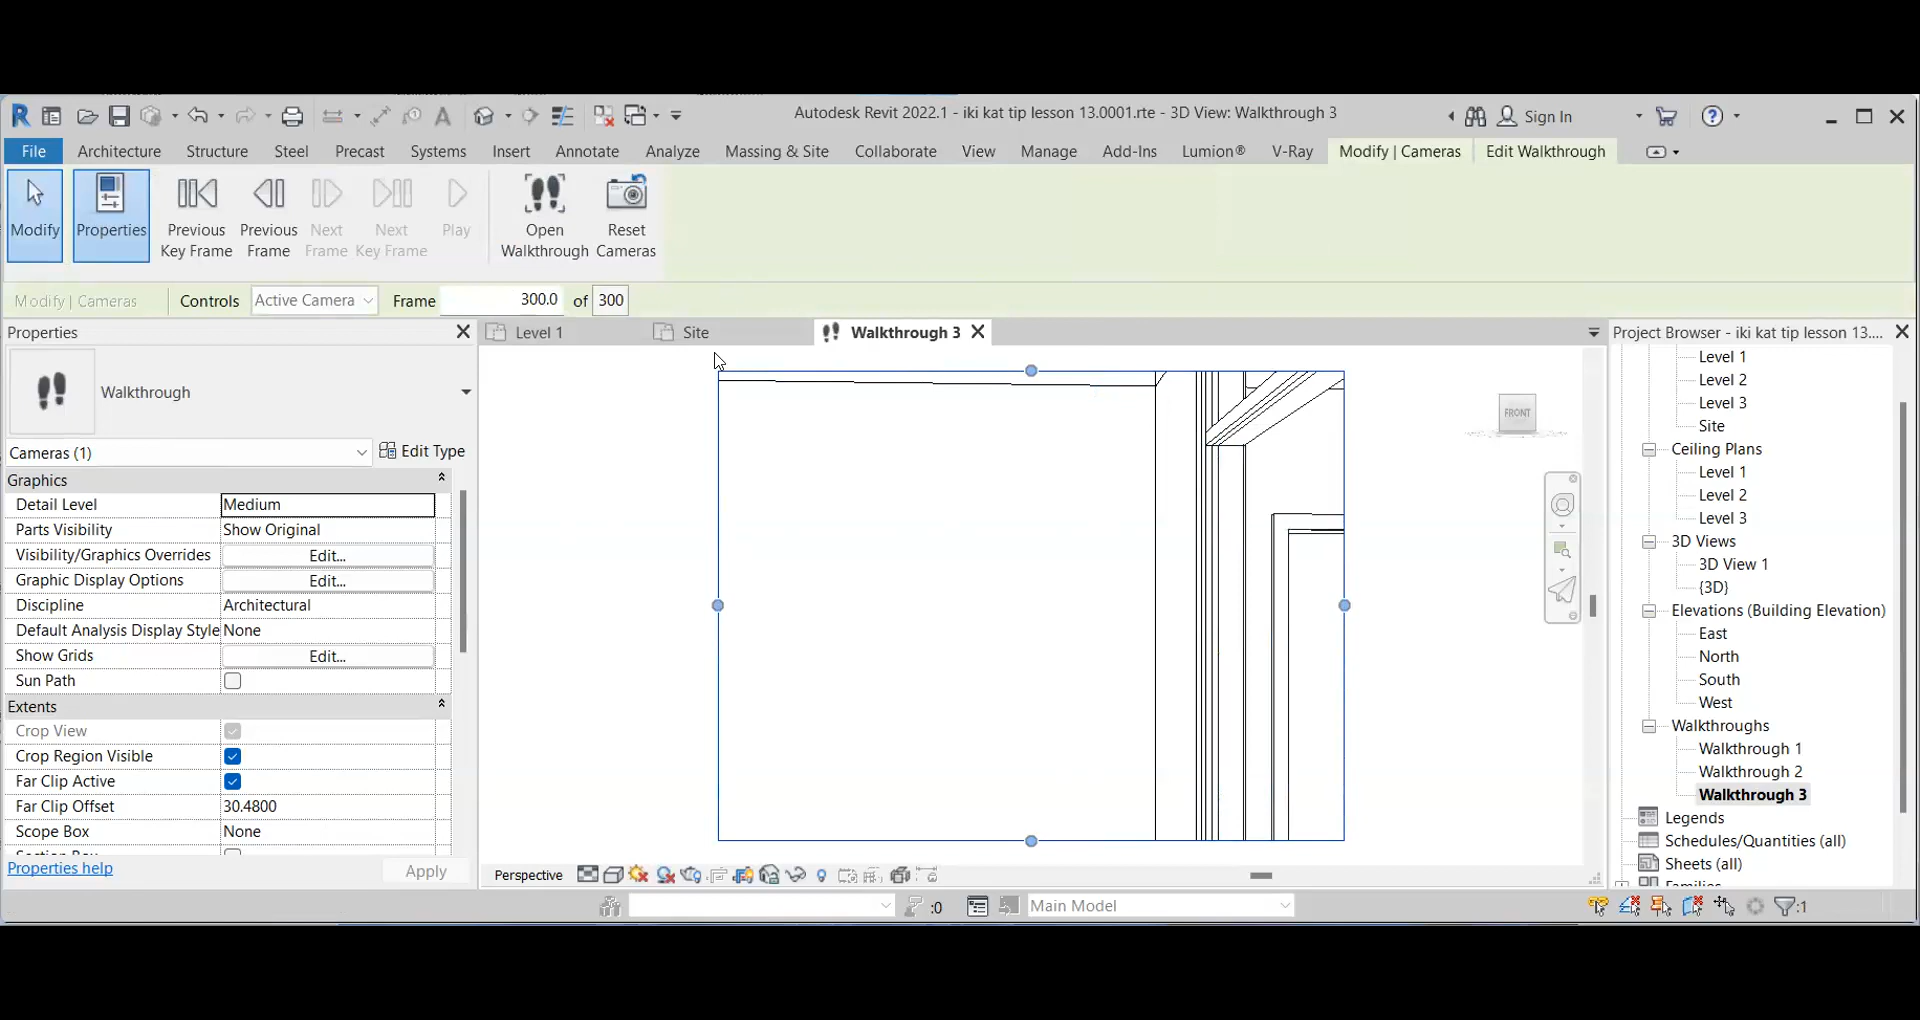 Autodesk Revit 2022.1 - iki kat tip lesson 13.0001.rte - 3D View: Walkthrough 3
Sign In
File Architecture Structure Steel Precast Systems Insert Annotate Analyze Massing & Site Collaborate View Manage Add-Ins Lumion® V-Ray Modify | Cameras Edit Walkthrough
Modify Properties Previous Key Frame Previous Frame Next Frame Next Key Frame Play Open Walkthrough Reset Cameras
Modify | Cameras Controls Active Camera Frame 300.0 of 300
Properties
Level 1 Site Walkthrough 3
Project Browser - iki kat tip lesson 13....
Walkthrough
Cameras (1) Edit Type
Graphics
Detail Level Medium
Parts Visibility Show Original
Visibility/Graphics Overrides Edit...
Graphic Display Options Edit...
Discipline Architectural
Default Analysis Display Style None
Show Grids Edit...
Sun Path
Extents
Crop View
Crop Region Visible
Far Clip Active
Far Clip Offset 30.4800
Scope Box None
Properties help Apply
FRONT
Level 1
Level 2
Level 3
Site
Ceiling Plans
Level 1
Level 2
Level 3
3D Views
3D View 1
{3D}
Elevations (Building Elevation)
East
North
South
West
Walkthroughs
Walkthrough 1
Walkthrough 2
Walkthrough 3
Legends
Schedules/Quantities (all)
Sheets (all)
Perspective
:0 Main Model :1